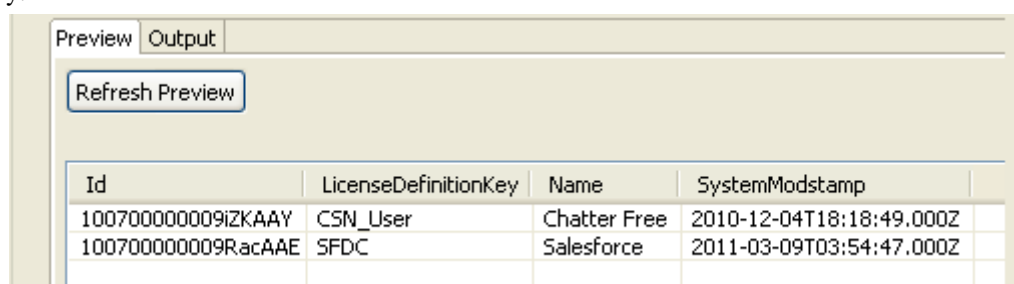 Preview Output
Refresh Preview
Id LicenseDefinitionKey Name SystemModstamp
100700000009iZKAAY CSN_User Chatter Free 2010-12-04T18:18:49.000Z
100700000009RacAAE SFDC Salesforce 2011-03-09T03:54:47.000Z